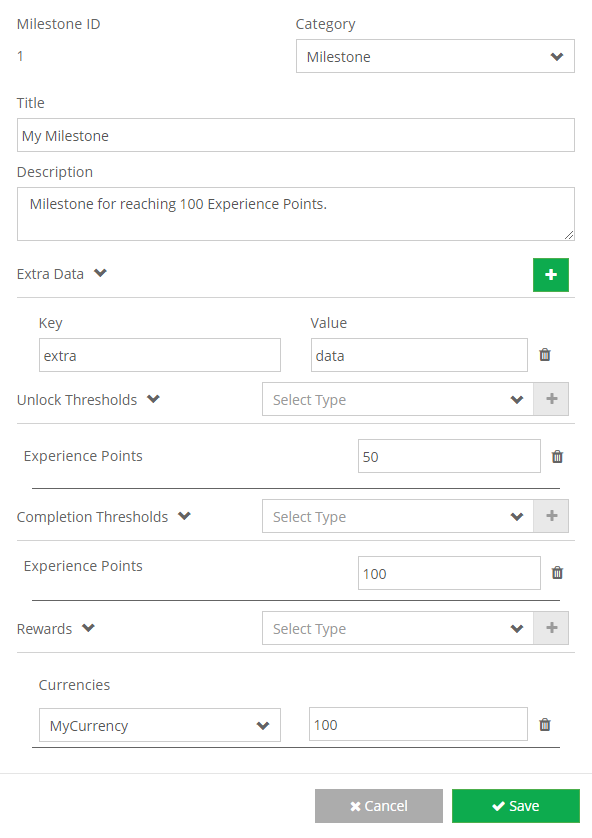 Milestone ID
Category
1
Milestone
Title
My Milestone
Description
Milestone for reaching 100 Experience Points.
Extra Data
Key
Value
extra
data
Unlock Thresholds
Select Type
Experience Points
50
Completion Thresholds
Select Type
Experience Points
100
Rewards
Select Type
Currencies
MyCurrency
100
Cancel
Save